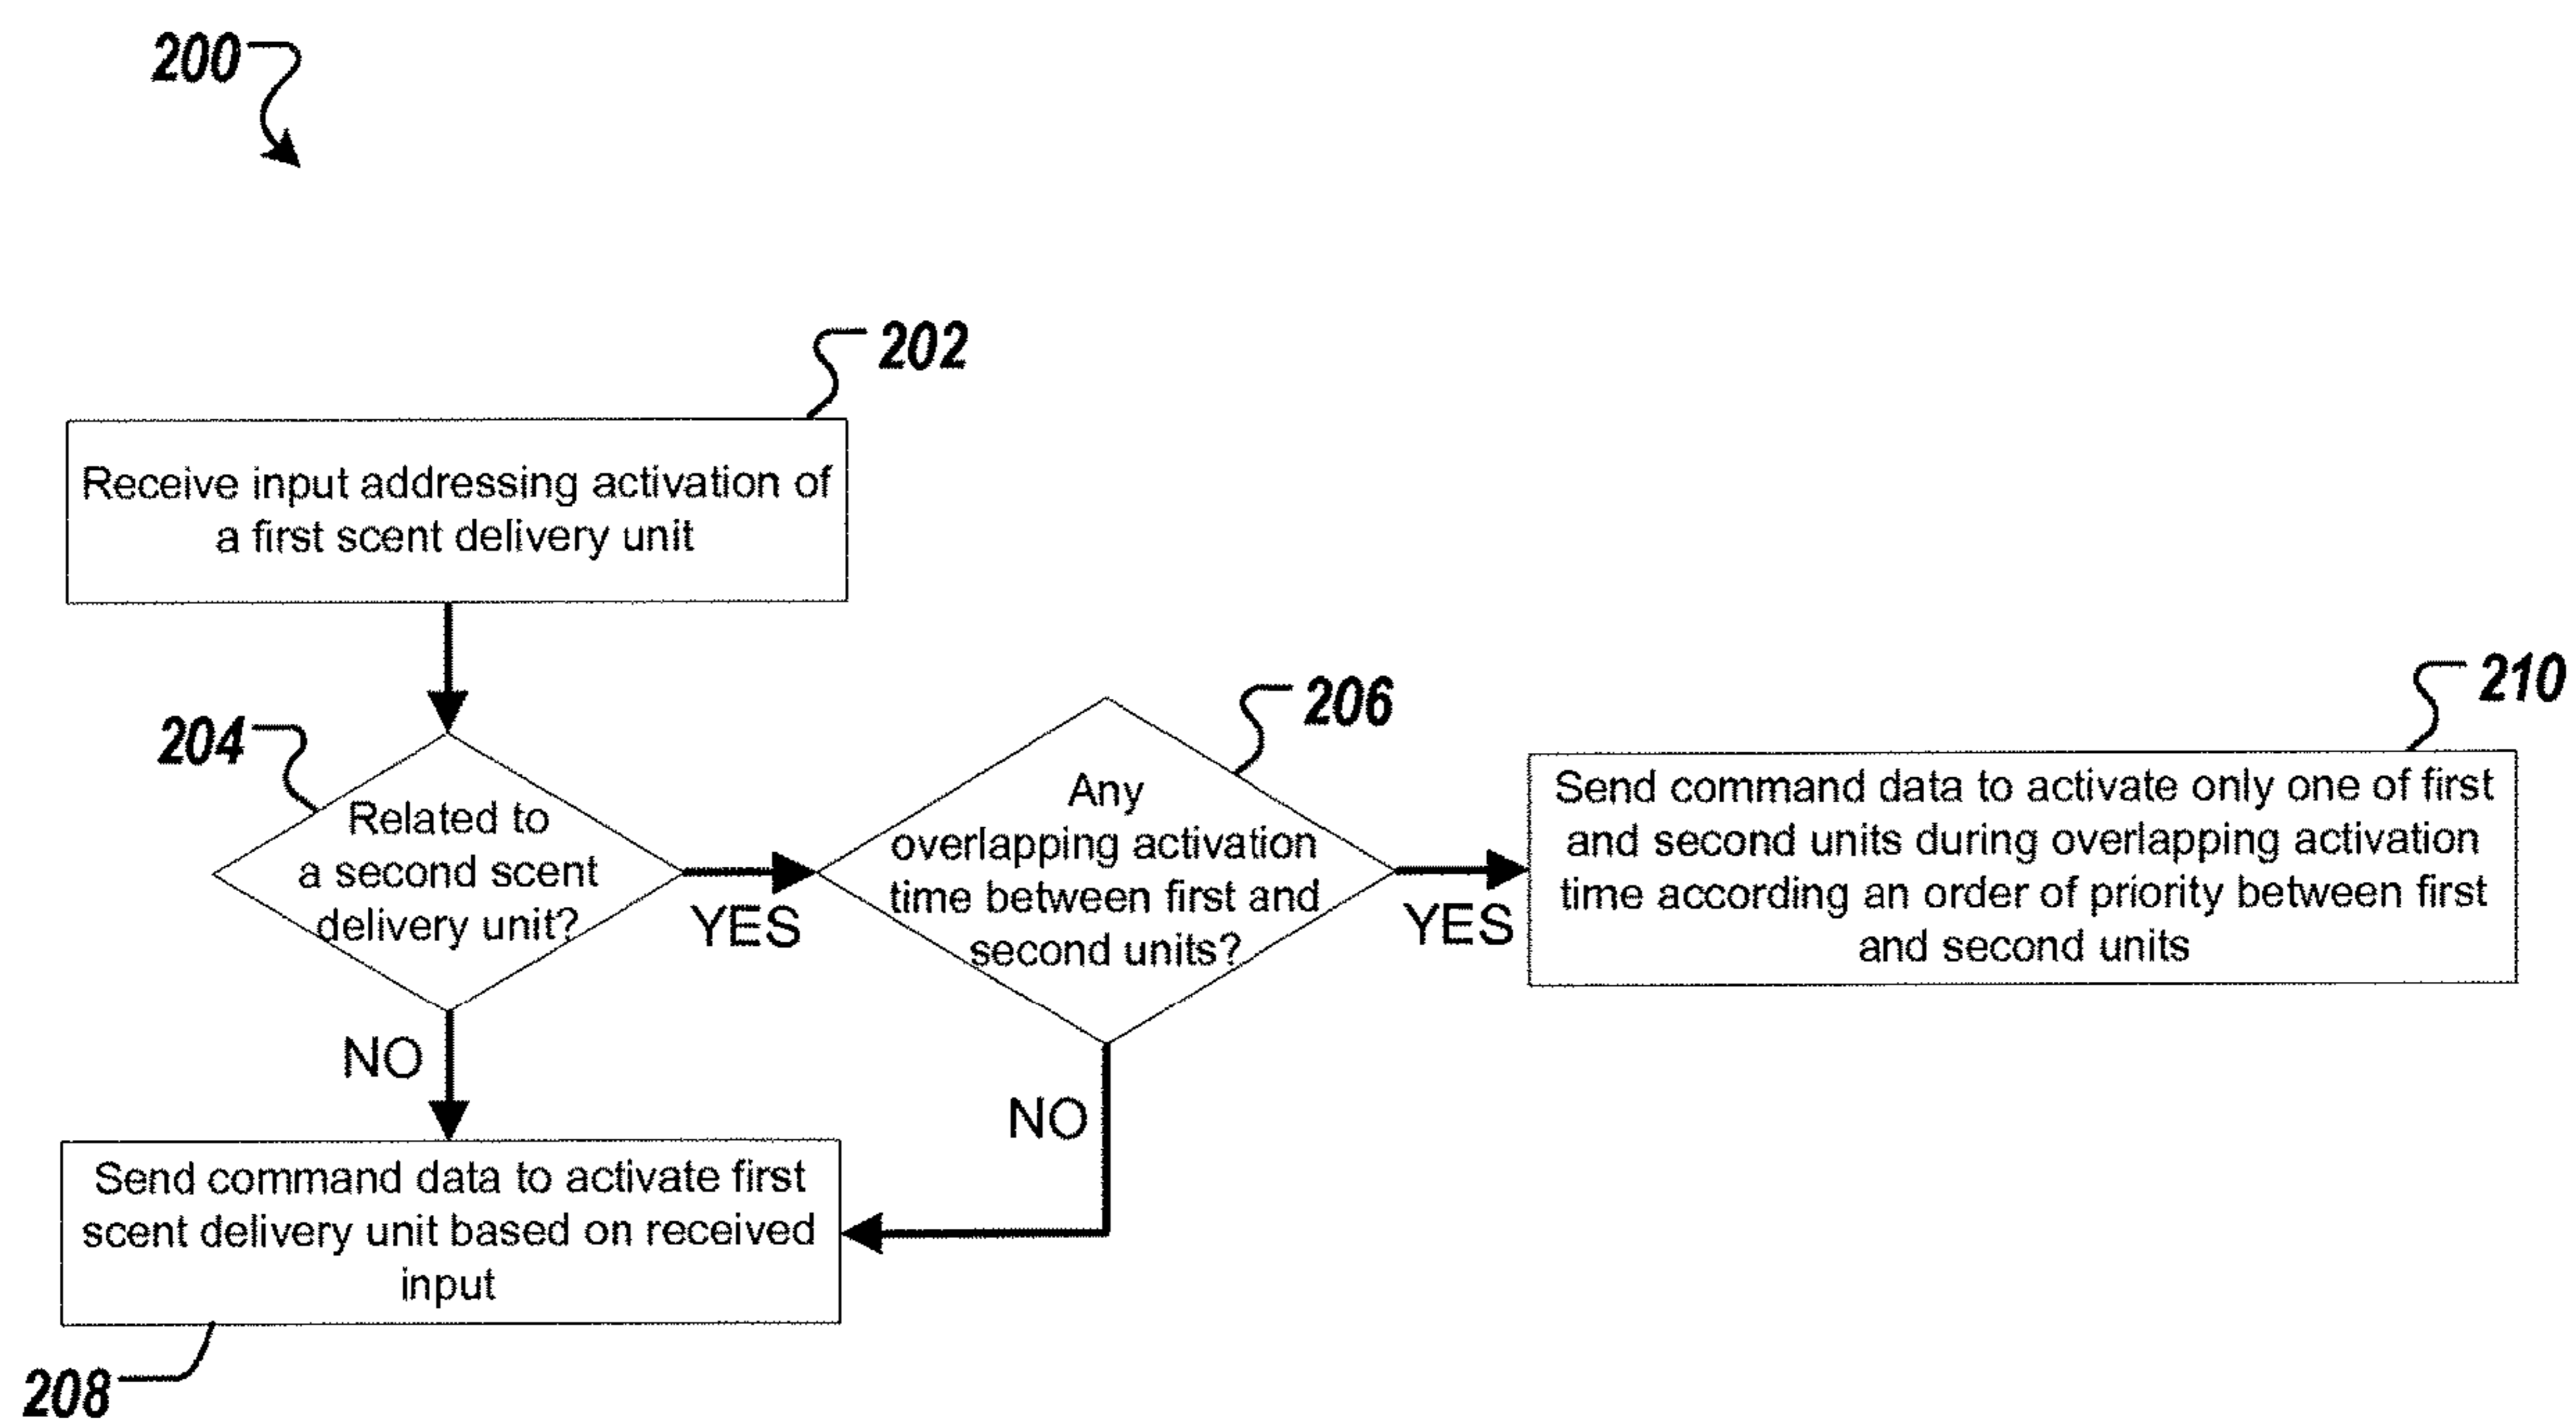 200
202
Receive input addressing activation of
a first scent delivery unit
204
Related to
a second scent
delivery unit?
YES
NO
206
Any
overlapping activation
time between first and
second units?
YES
NO
210
Send command data to activate only one of first
and second units during overlapping activation
time according an order of priority between first
and second units
Send command data to activate first
scent delivery unit based on received
input
208